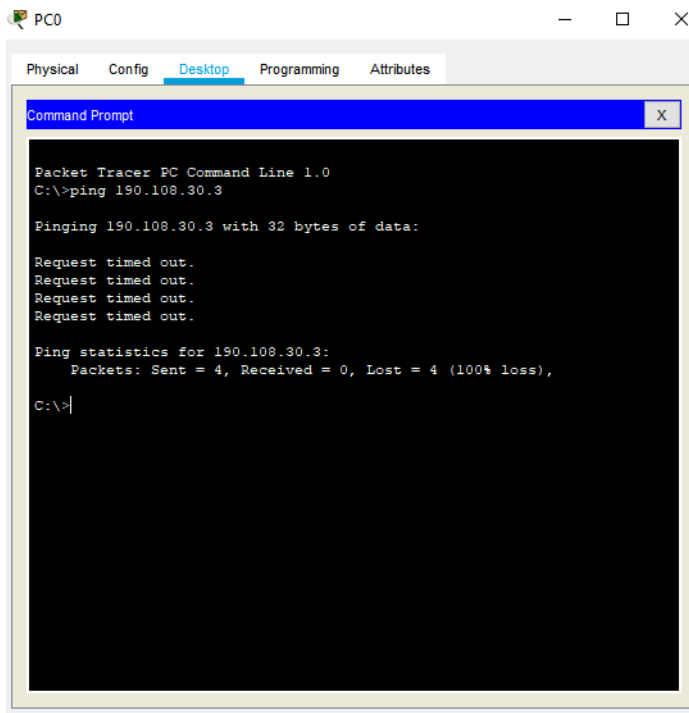 PC0
Physical Config Desktop Programming Attributes
Command Prompt
X
Packet Tracer PC Command Line 1.0
C:\>ping 190.108.30.3
Pinging 190.108.30.3 with 32 bytes of data:
Request timed out.
Request timed out.
Request timed out.
Request timed out.
Ping statistics for 190.108.30.3:
Packets: Sent = 4, Received = 0, Lost = 4 (100% loss),
C:\>